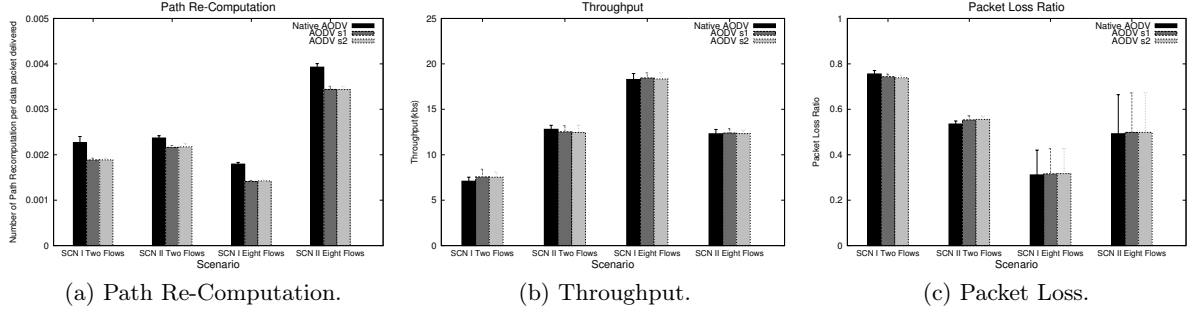 Path Re-Computation
Number of Path Recomputation per data packet delivered
0.005
0.004
0.003
0.002
0.001
0
Native AODV
AODV s1
AODV s2
SCN I Two Flows SCN II Two Flows SCN I Eight Flows SCN II Eight Flows
Scenario
(a) Path Re-Computation.
Throughput
Throughput(kbs)
25
20
15
10
5
0
Native AODV
AODV s1
AODV s2
SCN I Two Flows SCN II Two Flows SCN I Eight Flows SCN II Eight Flows
Scenario
(b) Throughput.
Packet Loss Ratio
Packet Loss Ratio
1
0.8
0.6
0.4
0.2
0
Native AODV
AODV s1
AODV s2
SCN I Two Flows SCN II Two Flows SCN I Eight Flows SCN II Eight Flows
Scenario
(c) Packet Loss.